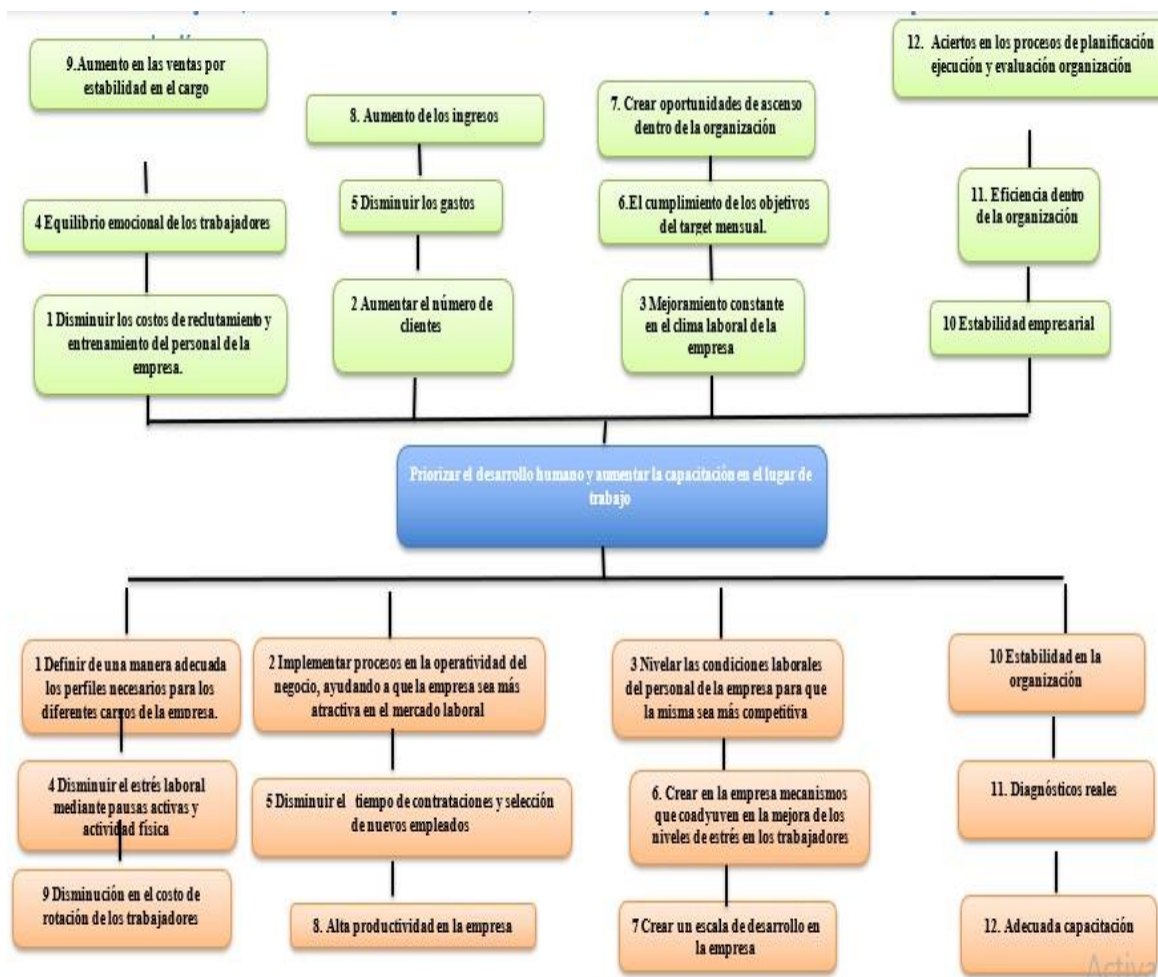 9.Aumento en las ventas por
estabilidad en el cargo
8. Aumento de los ingresos
7. Crear oportunidades de ascenso
dentro de la organización
12. Aciertos en los procesos de planificación
ejecución y evaluación organización
4 Equilibrio emocional de los trabajadores
5 Disminuir los gastos
6.El cumplimiento de los objetivos
del target mensual.
11. Eficiencia dentro
de la organización
1 Disminuir los costos de reclutamiento y
entrenamiento del personal de la
empresa.
2 Aumentar el número de
clientes
3 Mejoramiento constante
en el clima laboral de la
empresa
10 Estabilidad empresarial
Priorizar el desarrollo humano y aumentar la capacitación en el lugar de
trabajo
1 Definir de una manera adecuada
los perfiles necesarios para los
diferentes cargos de la empresa.
2 Implementar procesos en la operatividad del
negocio, ayudando a que la empresa sea más
atractiva en el mercado laboral
3 Nivelar las condiciones laborales
del personal de la empresa para que
la misma sea más competitiva
10 Estabilidad en la
organización
4 Disminuir el estrés laboral
mediante pausas activas y
actividad física
5 Disminuir el tiempo de contrataciones y selección
de nuevos empleados
6. Crear en la empresa mecanismos
que coadyuven en la mejora de los
niveles de estrés en los trabajadores
11. Diagnósticos reales
9 Disminución en el costo de
rotación de los trabajadores
8. Alta productividad en la empresa
7 Crear un escala de desarrollo en
la empresa
12. Adecuada capacitación
Activa